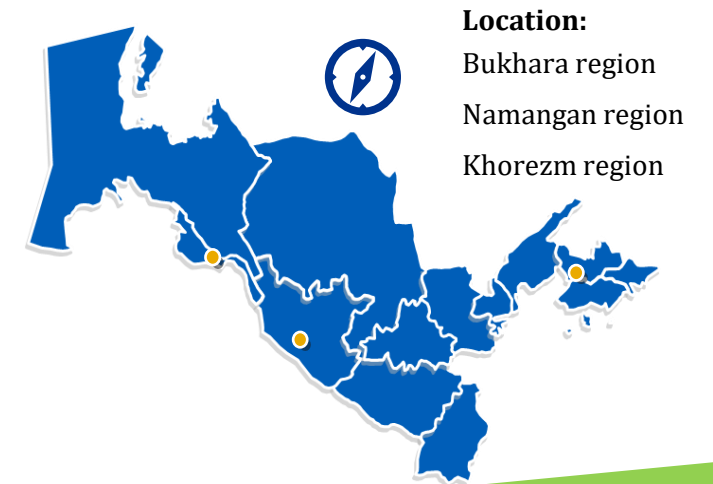 Location:
Bukhara region
Namangan region
Khorezm region